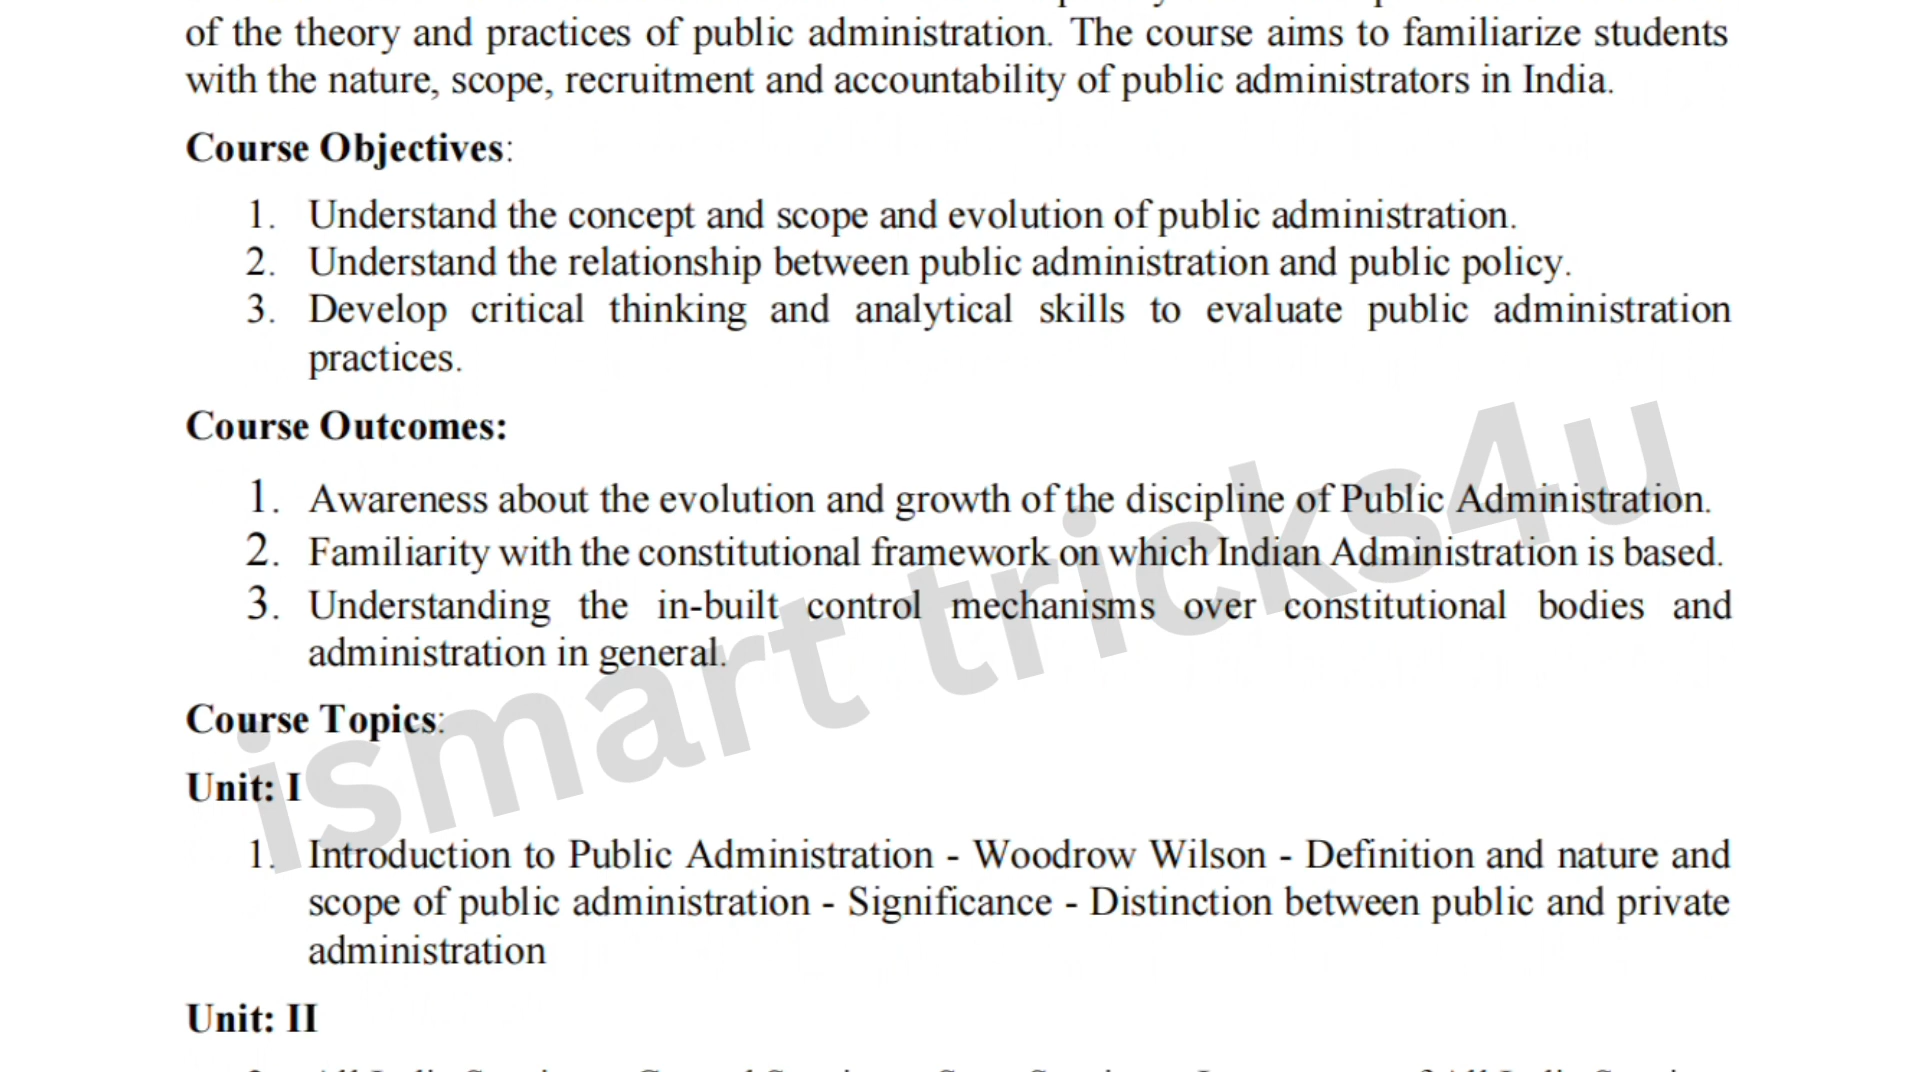 of the theory and practices of public administration. The course aims to familiarize students
with the nature, scope, recruitment and accountability of public administrators in India.
Course Objectives:
1. Understand the concept and scope and evolution of public administration.
2. Understand the relationship between public administration and public policy.
3. Develop critical thinking and analytical skills to evaluate public administration
practices.
Course Outcomes:
1. Awareness about the evolution and growth of the discipline of Public Administration.
2. Familiarity with the constitutional framework on which Indian Administration is based.
3. Understanding the in-built control mechanisms over constitutional bodies and
administration in general.
Course Topics:
Unit: I
1. Introduction to Public Administration - Woodrow Wilson - Definition and nature and
scope of public administration - Significance - Distinction between public and private
administration
Unit: II
ismart tricks4u